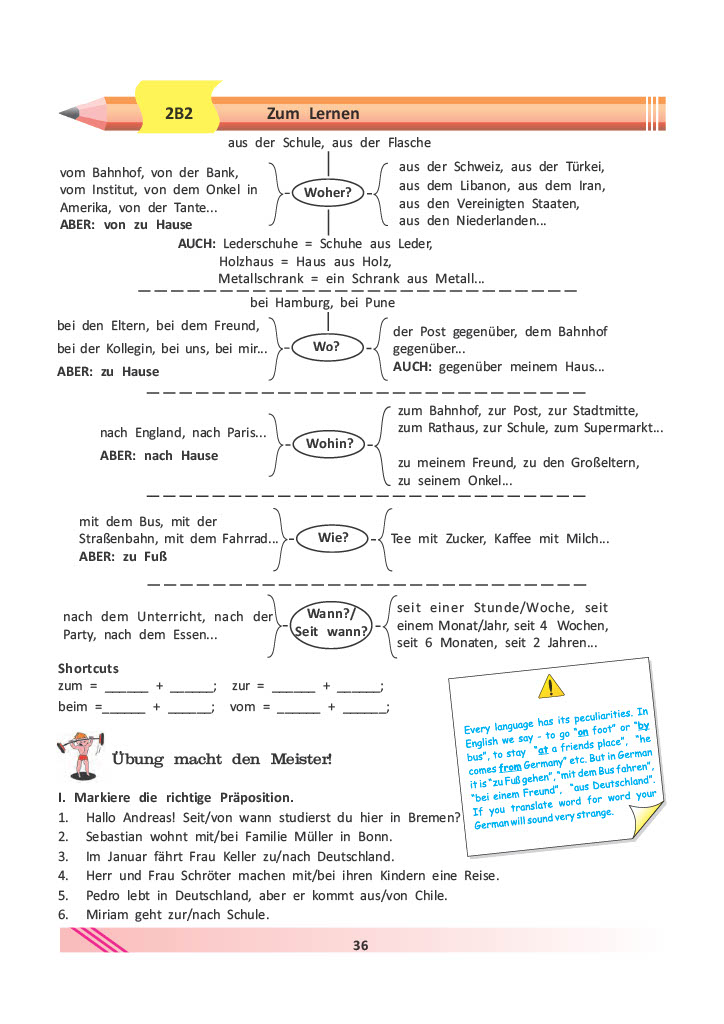 2B2 Zum Lernen
aus der Schule, aus der Flasche
vom Bahnhof, von der Bank,
vom Institut, von dem Onkel in
Amerika, von der Tante...
ABER: von zu Hause
Woher?
aus der Schweiz, aus der Türkei,
aus dem Libanon, aus dem Iran,
aus den Vereinigten Staaten,
aus den Niederlanden...
AUCH: Lederschuhe = Schuhe aus Leder,
Holzhaus = Haus aus Holz,
Metallschrank = ein Schrank aus Metall...
bei Hamburg, bei Pune
bei den Eltern, bei dem Freund,
bei der Kollegin, bei uns, bei mir...
ABER: zu Hause
Wo?
der Post gegenüber, dem Bahnhof
gegenüber...
AUCH: gegenüber meinem Haus...
nach England, nach Paris...
ABER: nach Hause
Wohin?
zum Bahnhof, zur Post, zur Stadtmitte,
zum Rathaus, zur Schule, zum Supermarkt...
zu meinem Freund, zu den Großeltern,
zu seinem Onkel...
mit dem Bus, mit der
Straßenbahn, mit dem Fahrrad...
ABER: zu Fuß
Wie?
Tee mit Zucker, Kaffee mit Milch...
nach dem Unterricht, nach der
Party, nach dem Essen...
Wann?/
Seit wann?
seit einer Stunde/Woche, seit
einem Monat/Jahr, seit 4 Wochen,
seit 6 Monaten, seit 2 Jahren...
Shortcuts
zum = ______ + ______; zur = ______ + ______;
beim =______ + ______; vom = ______ + ______;
Every language has its peculiarities. In
English we say - to go "on foot" or "by
bus", to stay "at a friends place", "he
comes from Germany" etc. But in German
it is "zu Fuß gehen", "mit dem Bus fahren",
"bei einem Freund", "aus Deutschland".
If you translate word for word your
German will sound very strange.
Übung macht den Meister!
I. Markiere die richtige Präposition.
1. Hallo Andreas! Seit/von wann studierst du hier in Bremen?
2. Sebastian wohnt mit/bei Familie Müller in Bonn.
3. Im Januar fährt Frau Keller zu/nach Deutschland.
4. Herr und Frau Schröter machen mit/bei ihren Kindern eine Reise.
5. Pedro lebt in Deutschland, aber er kommt aus/von Chile.
6. Miriam geht zur/nach Schule.
36